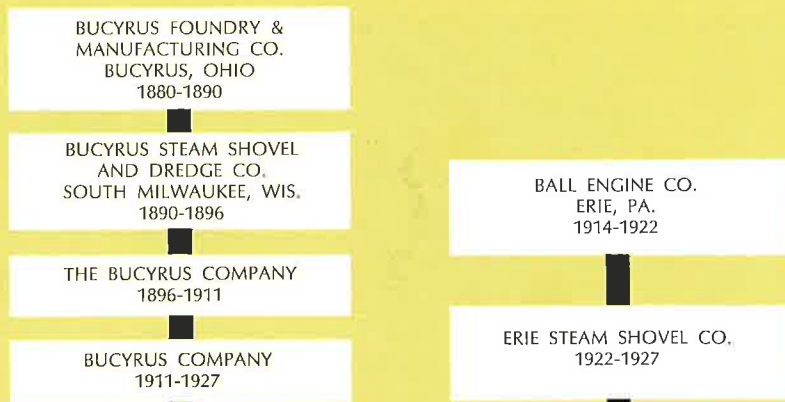 BUCYRUS FOUNDRY &
MANUFACTURING CO.
BUCYRUS, OHIO
1880-1890
BUCYRUS STEAM SHOVEL
AND DREDGE CO.
SOUTH MILWAUKEE, WIS.
1890-1896
THE BUCYRUS COMPANY
1896-1911
BUCYRUS COMPANY
1911-1927
BALL ENGINE CO.
ERIE, PA.
1914-1922
ERIE STEAM SHOVEL CO.
1922-1927